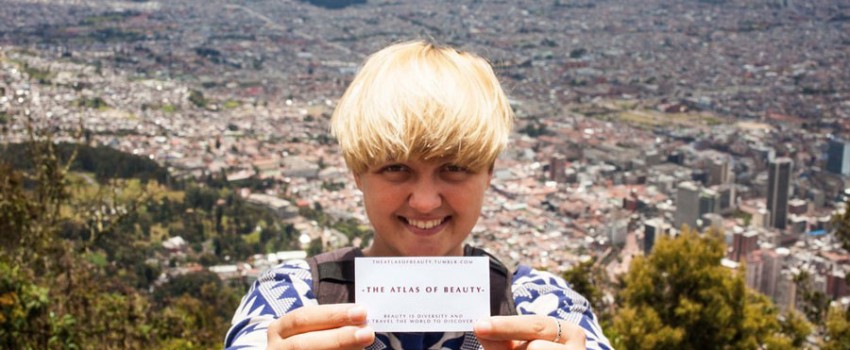 THEATLASOFBEAUTY.TUMBLR.COM
-THE ATLAS OF BEAUTY-
BEAUTY IS DIVERSITY AND
I TRAVEL THE WORLD TO DISCOVER